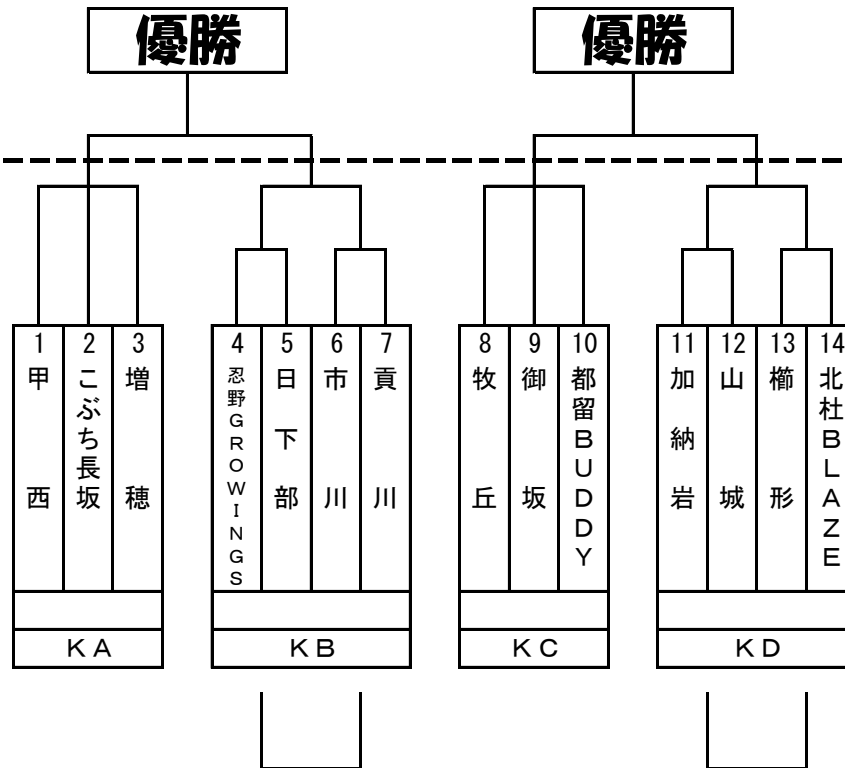 優勝
優勝
1
甲西
2
こぶち長坂
3
増穂
4
忍野GROWINGS
5
日下部
6
市川
7
貢川
8
牧丘
9
御坂
10
都留BUDDY
11
加納岩
12
山城
13
櫛形
14
北杜BLAZE
KA
KB
KC
KD